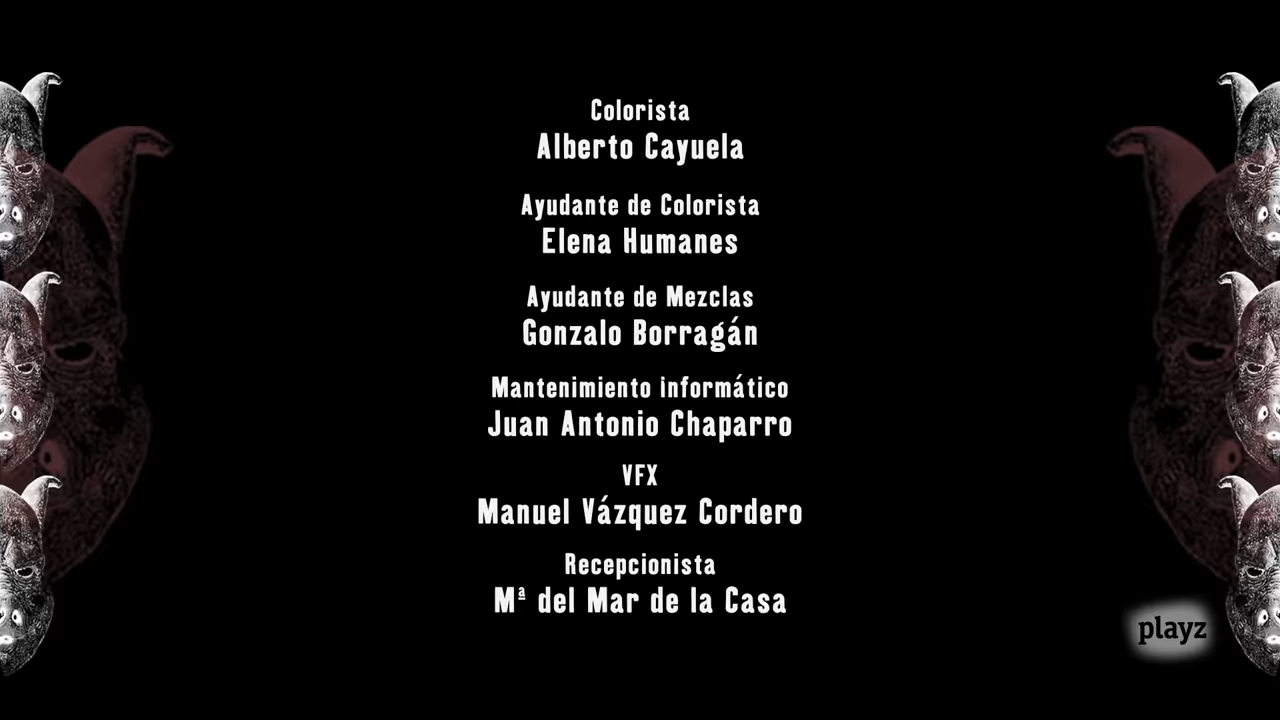 Colorista
Alberto Cayuela
Ayudante de Colorista
Elena Humanes
Ayudante de Mezclas
Gonzalo Borragán
Mantenimiento informático
Juan Antonio Chaparro
VFX
Manuel Vázquez Cordero
Recepcionista
Mª del Mar de la Casa
playz